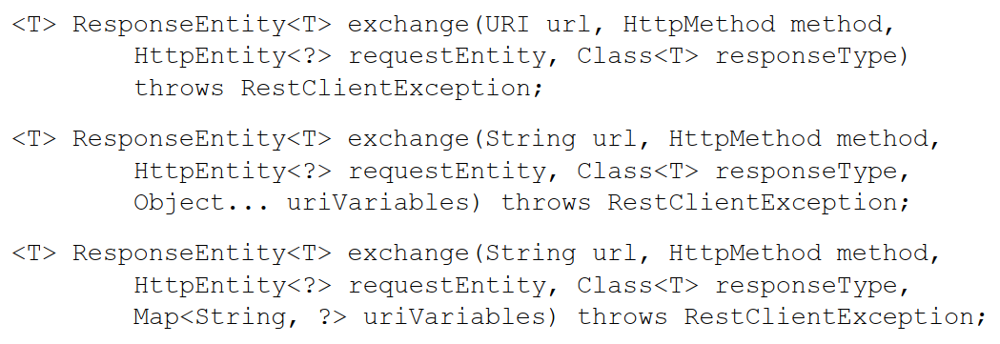 <T> ResponseEntity<T> exchange(URI url, HttpMethod method,
HttpEntity<?> requestEntity, Class<T> responseType)
throws RestClientException;
<T> ResponseEntity<T> exchange(String url, HttpMethod method,
HttpEntity<?> requestEntity, Class<T> responseType,
Object... uriVariables) throws RestClientException;
<T> ResponseEntity<T> exchange(String url, HttpMethod method,
HttpEntity<?> requestEntity, Class<T> responseType,
Map<String, ?> uriVariables) throws RestClientException;